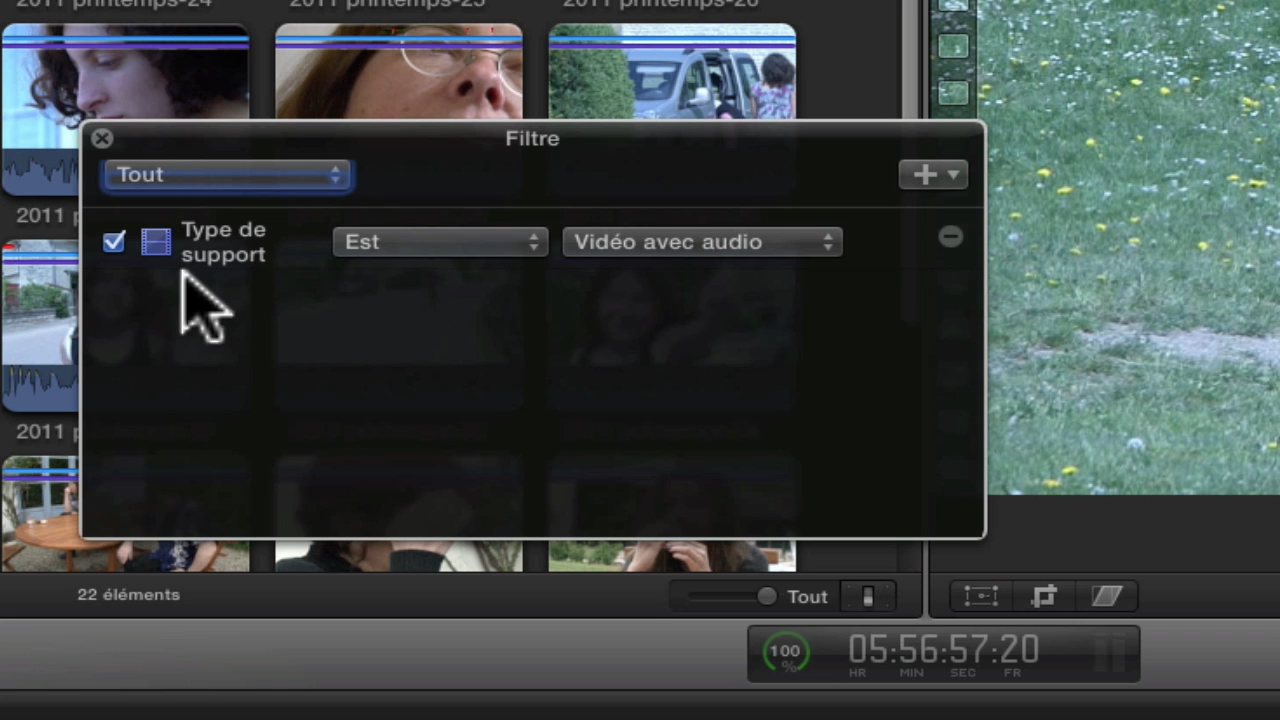 2011 printemps-24
2011 printemps-25
2011 printemps-26
Filtre
Tout
2011 p
Type de
support
Est
Vidéo avec audio
2011 p
22 éléments
Tout
100
%
05:56:57:20
HR MIN SEC FR